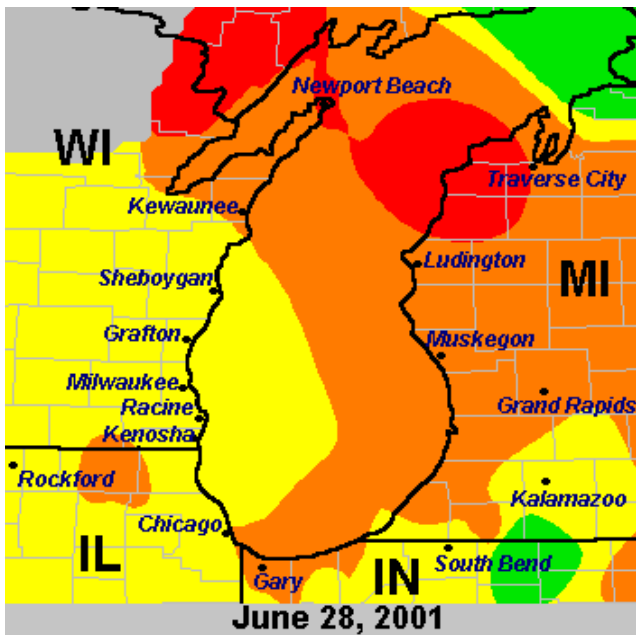 Newport Beach
WI
Traverse City
Kewaunee
Ludington
Sheboygan
MI
Grafton
Muskegon
Milwaukee
Racine
Grand Rapids
Kenosha
Rockford
Kalamazoo
Chicago
IL
South Bend
Gary
IN
June 28, 2001